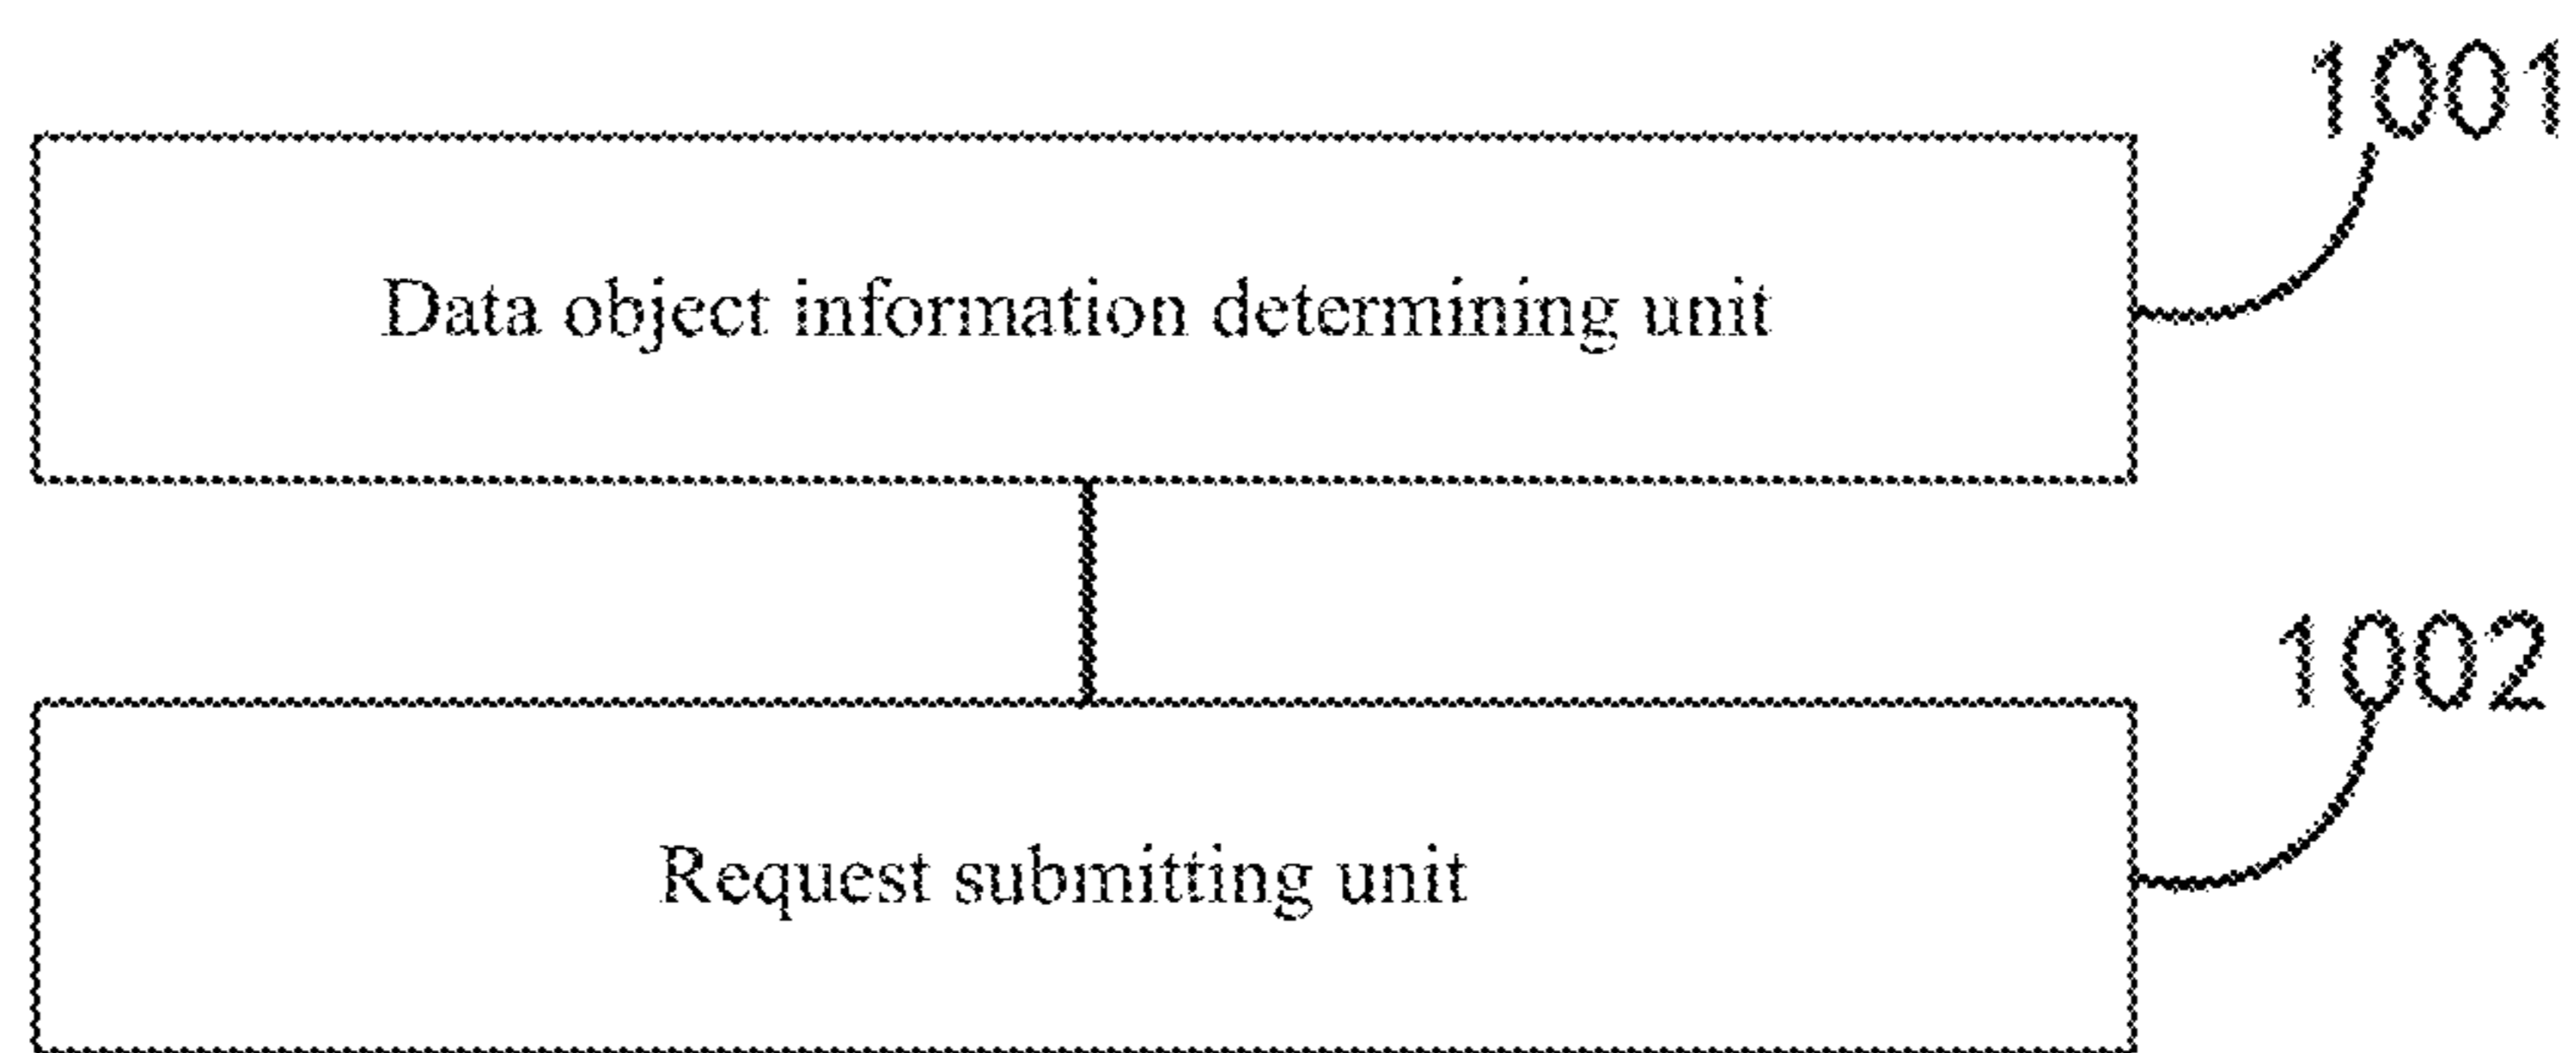 1001
Data object information determining unit
1002
Request submitting unit